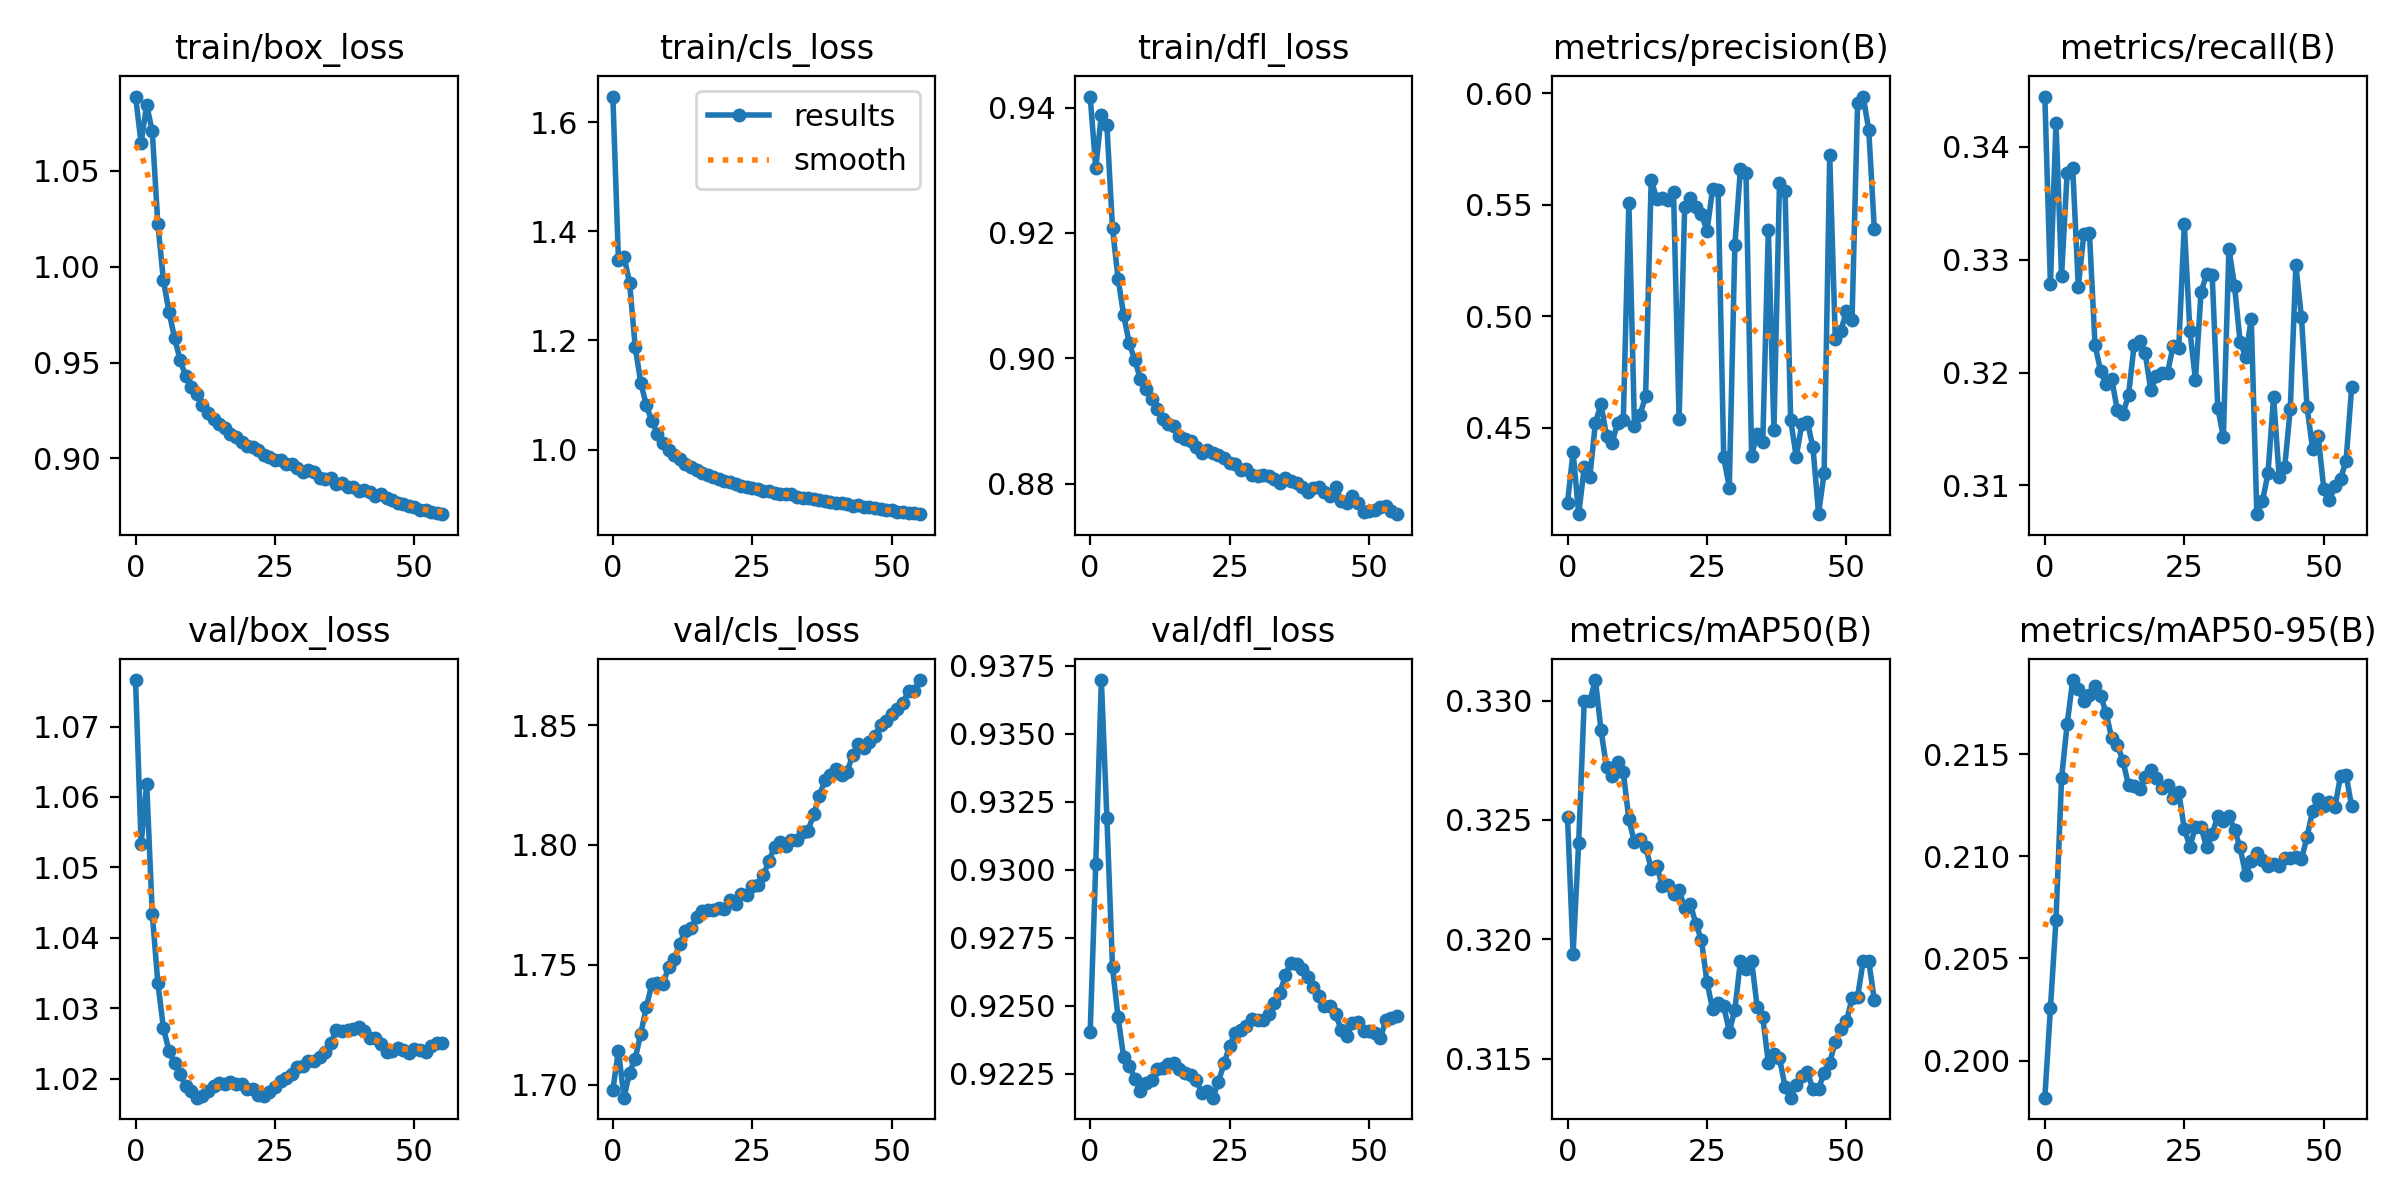 train/box_loss
1.05
1.00
0.95
0.90
0 25 50
train/cls_loss
results
smooth
1.6
1.4
1.2
1.0
0 25 50
train/dfl_loss
0.94
0.92
0.90
0.88
0 25 50
metrics/precision(B)
0.60
0.55
0.50
0.45
0 25 50
metrics/recall(B)
0.34
0.33
0.32
0.31
0 25 50
val/box_loss
1.07
1.06
1.05
1.04
1.03
1.02
0 25 50
val/cls_loss
1.85
1.80
1.75
1.70
0 25 50
val/dfl_loss
0.9375
0.9350
0.9325
0.9300
0.9275
0.9250
0.9225
0 25 50
metrics/mAP50(B)
0.330
0.325
0.320
0.315
0 25 50
metrics/mAP50-95(B)
0.215
0.210
0.205
0.200
0 25 50